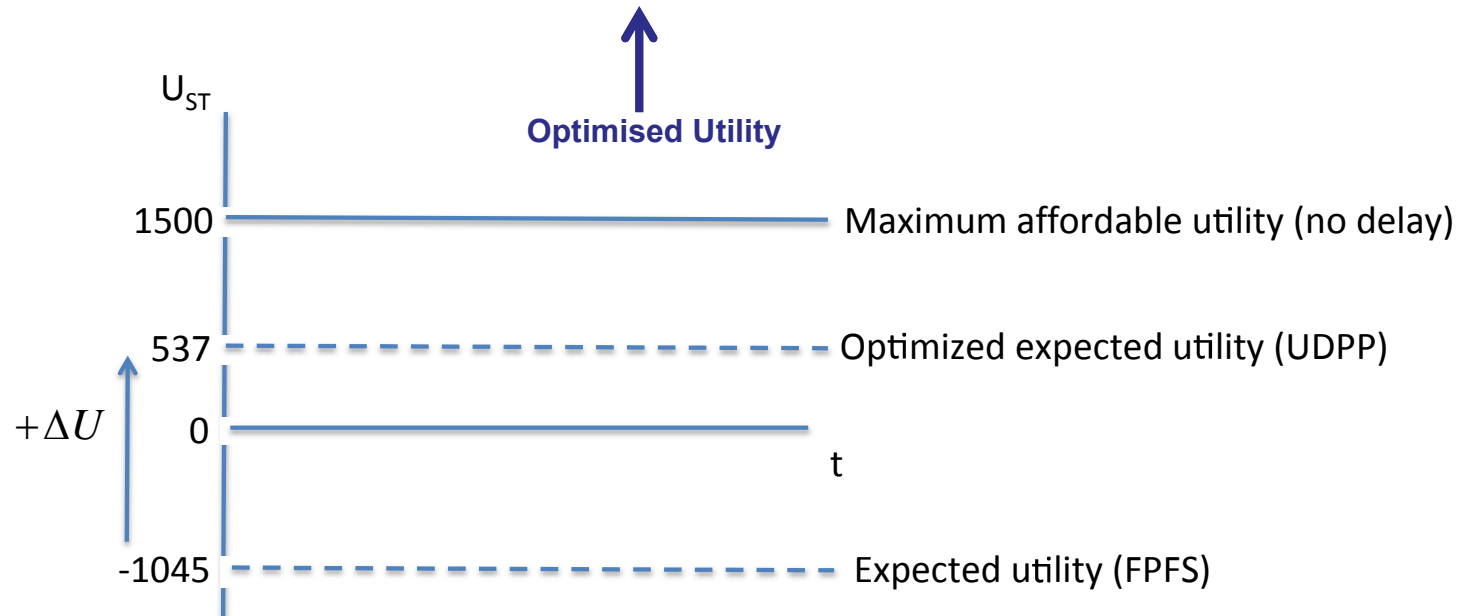 U_ST
Optimised Utility
1500
Maximum affordable utility (no delay)
537
Optimized expected utility (UDPP)
+ΔU
0
t
-1045
Expected utility (FPFS)